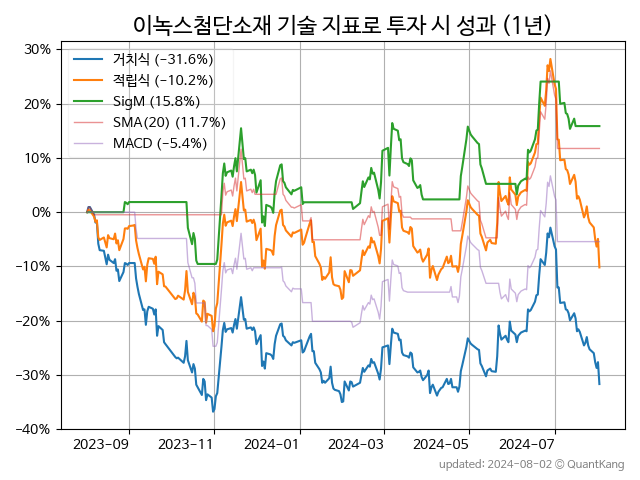 이녹스첨단소재 기술 지표로 투자 시 성과 (1년)
30%
20%
10%
0%
−10%
−20%
−30%
−40%
거치식 (−31.6%)
적립식 (−10.2%)
SigM (15.8%)
SMA(20) (11.7%)
MACD (−5.4%)
2023-09 2023-11 2024-01 2024-03 2024-05 2024-07
updated: 2024-08-02 © QuantKang